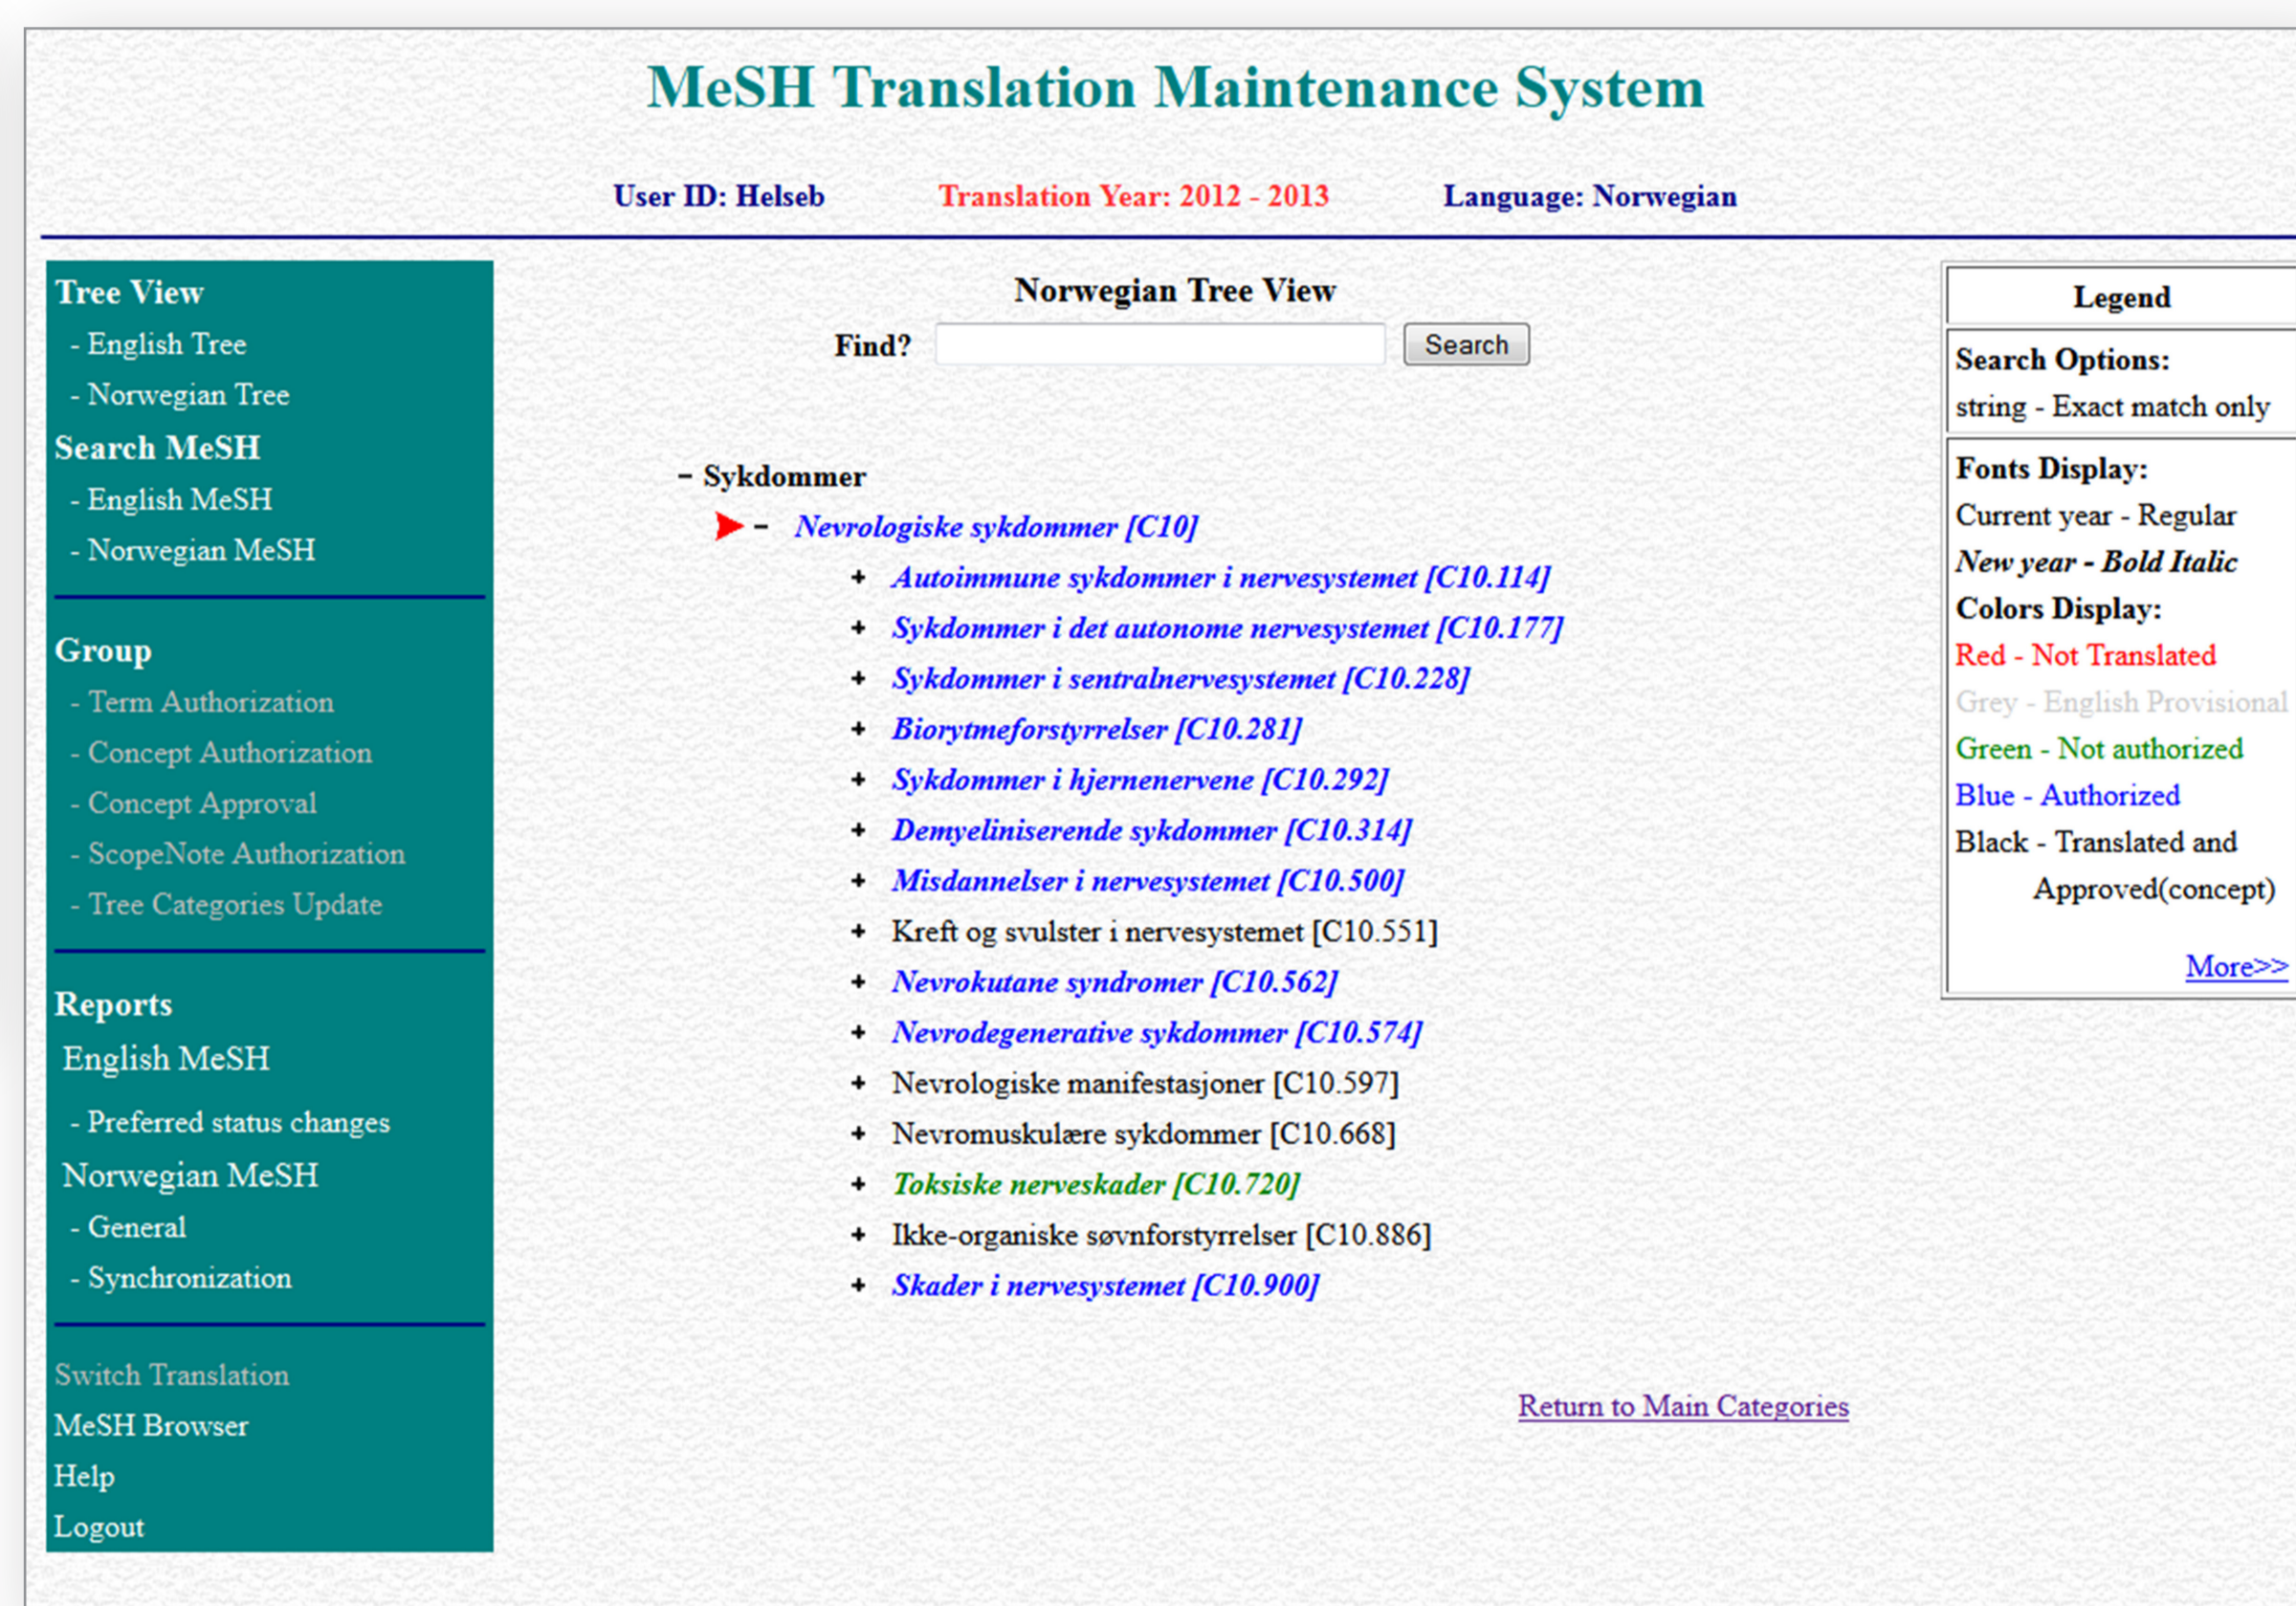 MeSH Translation Maintenance System
User ID: Helseb Translation Year: 2012 - 2013 Language: Norwegian
Tree View
- English Tree
- Norwegian Tree
Search MeSH
- English MeSH
- Norwegian MeSH
Group
- Term Authorization
- Concept Authorization
- Concept Approval
- ScopeNote Authorization
- Tree Categories Update
Reports
English MeSH
- Preferred status changes
Norwegian MeSH
- General
- Synchronization
Switch Translation
MeSH Browser
Help
Logout
Norwegian Tree View
Find? Search
- Sykdommer
- Nevrologiske sykdommer [C10]
+ Autoimmune sykdommer i nervesystemet [C10.114]
+ Sykdommer i det autonome nervesystemet [C10.177]
+ Sykdommer i sentralnervesystemet [C10.228]
+ Biorytmeforstyrrelser [C10.281]
+ Sykdommer i hjernenervene [C10.292]
+ Demyeliniserende sykdommer [C10.314]
+ Misdannelser i nervesystemet [C10.500]
+ Kreft og svulster i nervesystemet [C10.551]
+ Nevrokutane syndromer [C10.562]
+ Nevrodegenerative sykdommer [C10.574]
+ Nevrologiske manifestasjoner [C10.597]
+ Nevromuskulære sykdommer [C10.668]
+ Toksiske nerveskader [C10.720]
+ Ikke-organiske søvnforstyrrelser [C10.886]
+ Skader i nervesystemet [C10.900]
Return to Main Categories
Legend
Search Options:
string - Exact match only
Fonts Display:
Current year - Regular
New year - Bold Italic
Colors Display:
Red - Not Translated
Grey - English Provisional
Green - Not authorized
Blue - Authorized
Black - Translated and
Approved(concept)
More>>